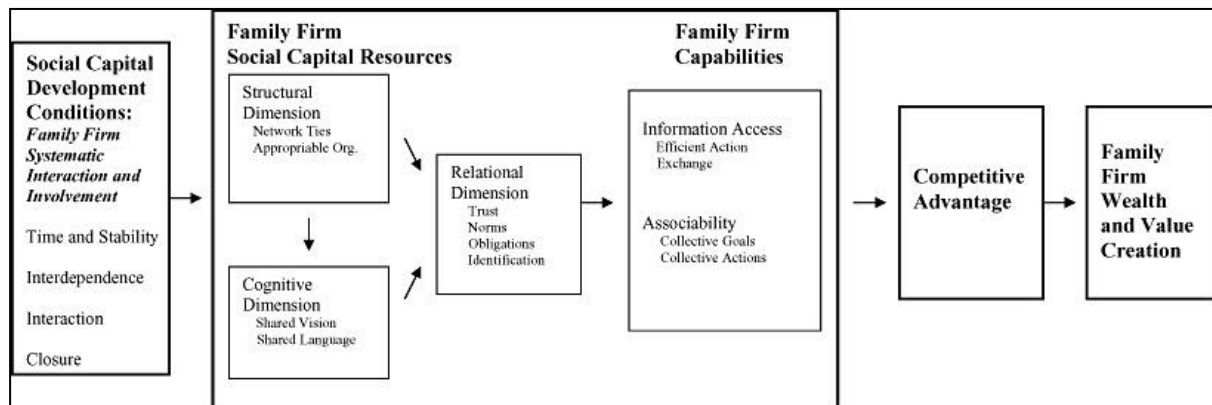 Social Capital
Development
Conditions:
Family Firm
Systematic
Interaction and
Involvement
Time and Stability
Interdependence
Interaction
Closure
Family Firm
Social Capital Resources
Structural
Dimension
Network Ties
Appropriable Org.
Cognitive
Dimension
Shared Vision
Shared Language
Relational
Dimension
Trust
Norms
Obligations
Identification
Family Firm
Capabilities
Information Access
Efficient Action
Exchange
Associability
Collective Goals
Collective Actions
Competitive
Advantage
Family
Firm
Wealth
and Value
Creation